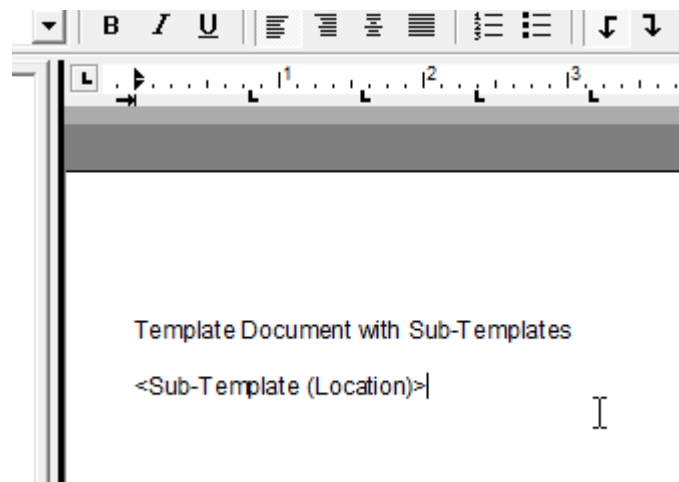 B I U
L 1 2 3
Template Document with Sub-Templates
<Sub-Template (Location)>